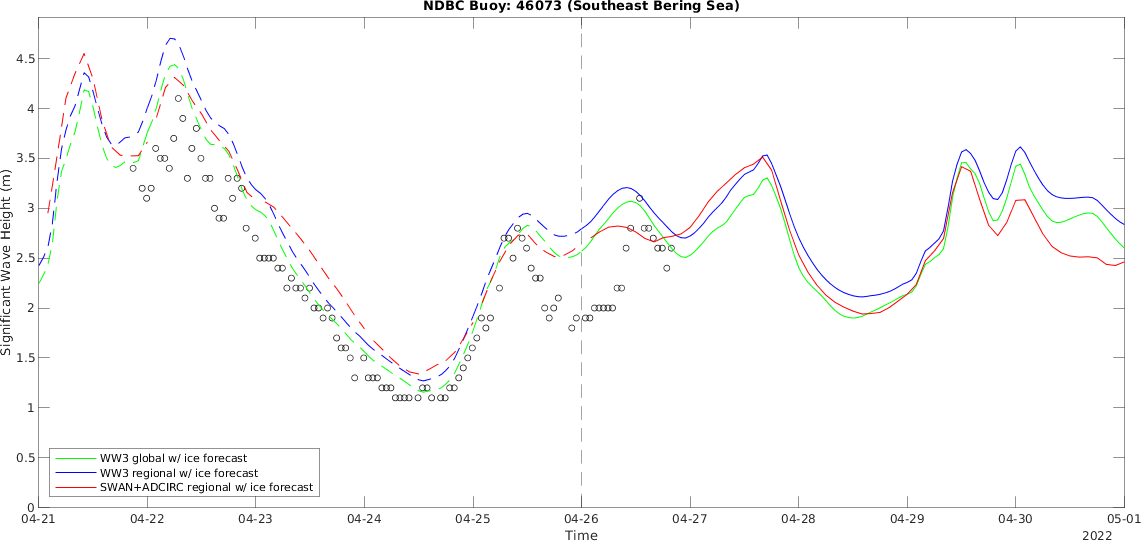 NDBC Buoy: 46073 (Southeast Bering Sea)
Significant Wave Height (m)
4.5
4
3.5
3
2.5
2
1.5
1
0.5
0
WW3 global w/ ice forecast
WW3 regional w/ ice forecast
SWAN+ADCIRC regional w/ ice forecast
04-21 04-22 04-23 04-24 04-25 04-26 04-27 04-28 04-29 04-30 05-01
Time
2022